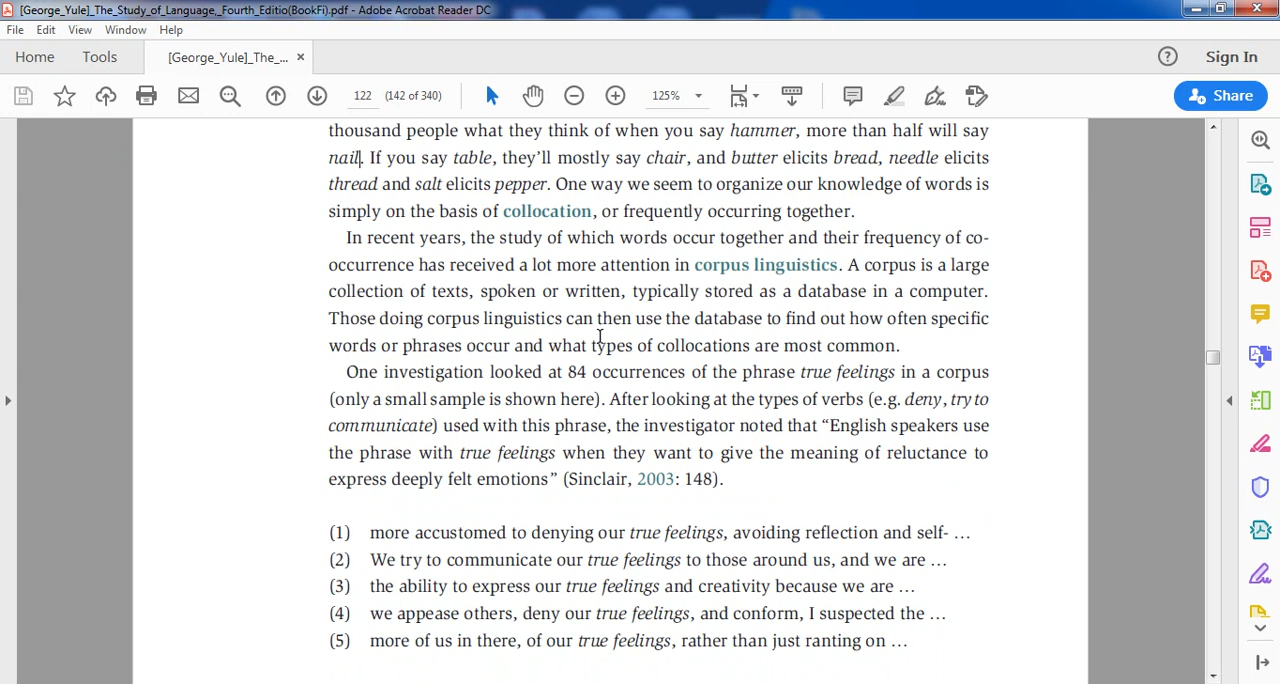 [George_Yule]_The_Study_of_Language,_Fourth_Editio(BookFi).pdf - Adobe Acrobat Reader DC
File Edit View Window Help
Home Tools [George_Yule]_The_... × ? Sign In
122 (142 of 340) 125% Share
thousand people what they think of when you say hammer, more than half will say
nail. If you say table, they’ll mostly say chair, and butter elicits bread, needle elicits
thread and salt elicits pepper. One way we seem to organize our knowledge of words is
simply on the basis of collocation, or frequently occurring together.
In recent years, the study of which words occur together and their frequency of co-
occurrence has received a lot more attention in corpus linguistics. A corpus is a large
collection of texts, spoken or written, typically stored as a database in a computer.
Those doing corpus linguistics can then use the database to find out how often specific
words or phrases occur and what types of collocations are most common.
One investigation looked at 84 occurrences of the phrase true feelings in a corpus
(only a small sample is shown here). After looking at the types of verbs (e.g. deny, try to
communicate) used with this phrase, the investigator noted that “English speakers use
the phrase with true feelings when they want to give the meaning of reluctance to
express deeply felt emotions” (Sinclair, 2003: 148).
(1) more accustomed to denying our true feelings, avoiding reflection and self- …
(2) We try to communicate our true feelings to those around us, and we are …
(3) the ability to express our true feelings and creativity because we are …
(4) we appease others, deny our true feelings, and conform, I suspected the …
(5) more of us in there, of our true feelings, rather than just ranting on …